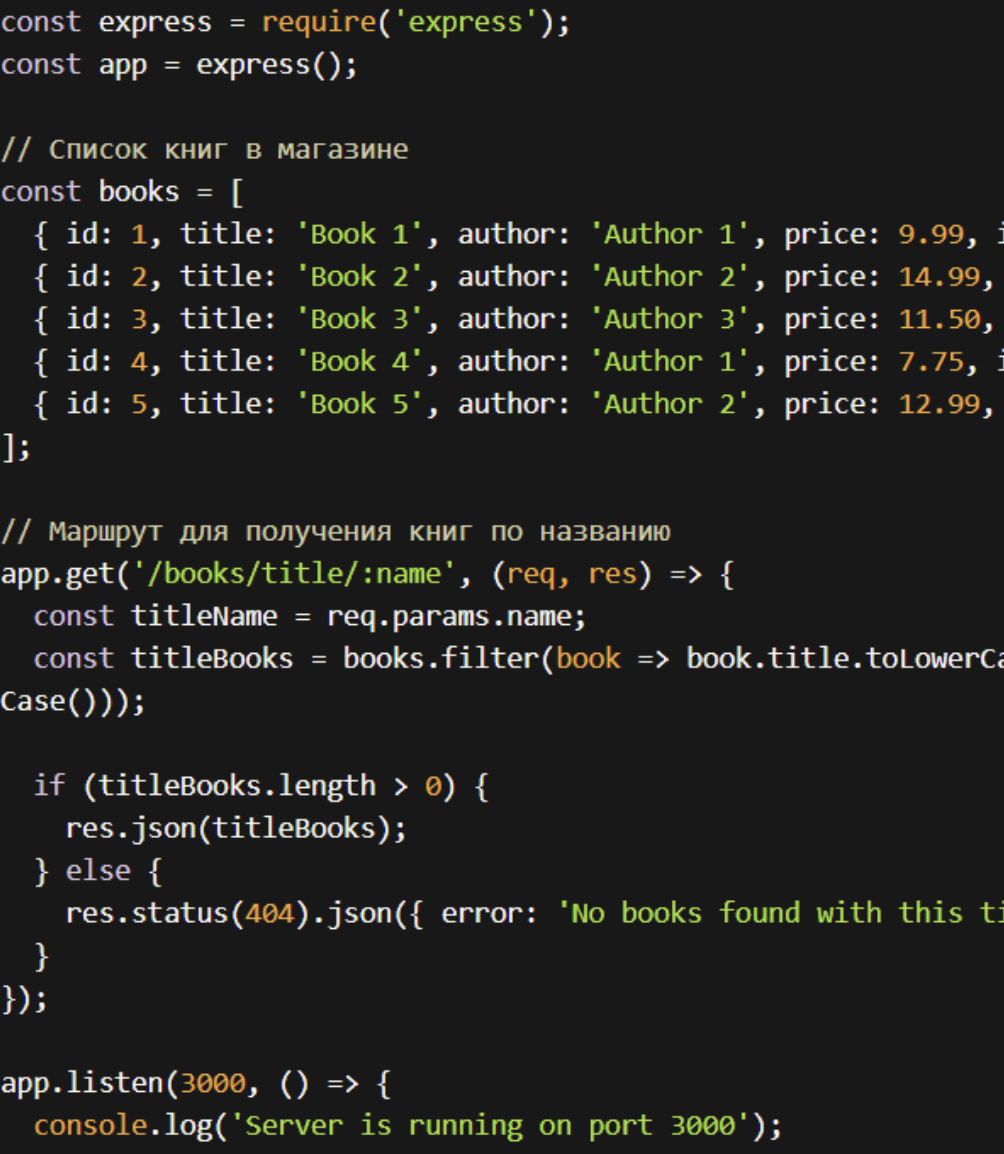 const express = require('express');
const app = express();
// Список книг в магазине
const books = [
{ id: 1, title: 'Book 1', author: 'Author 1', price: 9.99, i
{ id: 2, title: 'Book 2', author: 'Author 2', price: 14.99,
{ id: 3, title: 'Book 3', author: 'Author 3', price: 11.50,
{ id: 4, title: 'Book 4', author: 'Author 1', price: 7.75, i
{ id: 5, title: 'Book 5', author: 'Author 2', price: 12.99,
];
// Маршрут для получения книг по названию
app.get('/books/title/:name', (req, res) => {
const titleName = req.params.name;
const titleBooks = books.filter(book => book.title.toLowerCa
Case()));
if (titleBooks.length > 0) {
res.json(titleBooks);
} else {
res.status(404).json({ error: 'No books found with this ti
}
});
app.listen(3000, () => {
console.log('Server is running on port 3000');